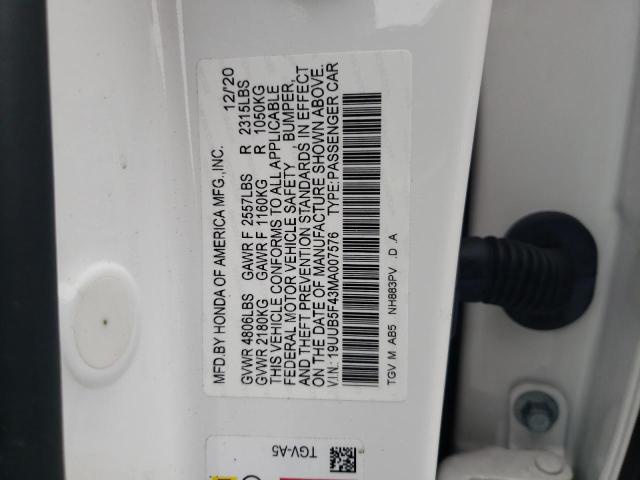 MFD.BY HONDA OF AMERICA MFG.,INC. 12/'20
GVWR 4806LBS GAWR F 2557LBS R 2315LBS
GVWR 2180KG GAWR F 1160KG R 1050KG
THIS VEHICLE CONFORMS TO ALL APPLICABLE
FEDERAL MOTOR VEHICLE SAFETY BUMPER,
AND THEFT PREVENTION STANDARDS IN EFFECT
ON THE DATE OF MANUFACTURE SHOWN ABOVE.
V.I.N.: 19UUB5F43MA007576 TYPE:PASSENGER CAR
TGV M AB5 NH883PV .D .A
TGV-A5